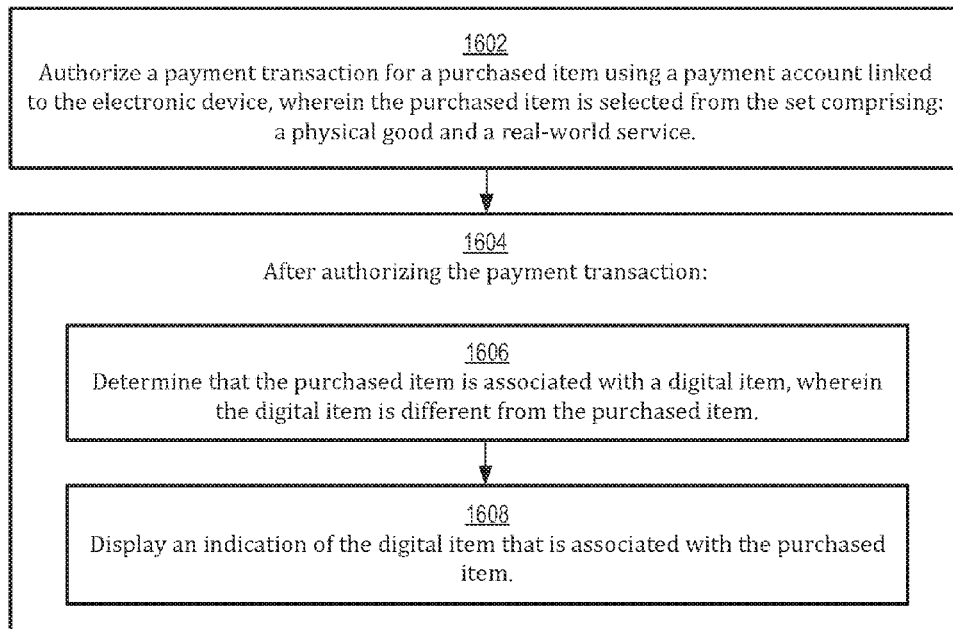 1602
Authorize a payment transaction for a purchased item using a payment account linked
to the electronic device, wherein the purchased item is selected from the set comprising:
a physical good and a real-world service.
1604
After authorizing the payment transaction:
1606
Determine that the purchased item is associated with a digital item, wherein
the digital item is different from the purchased item.
1608
Display an indication of the digital item that is associated with the purchased
item.